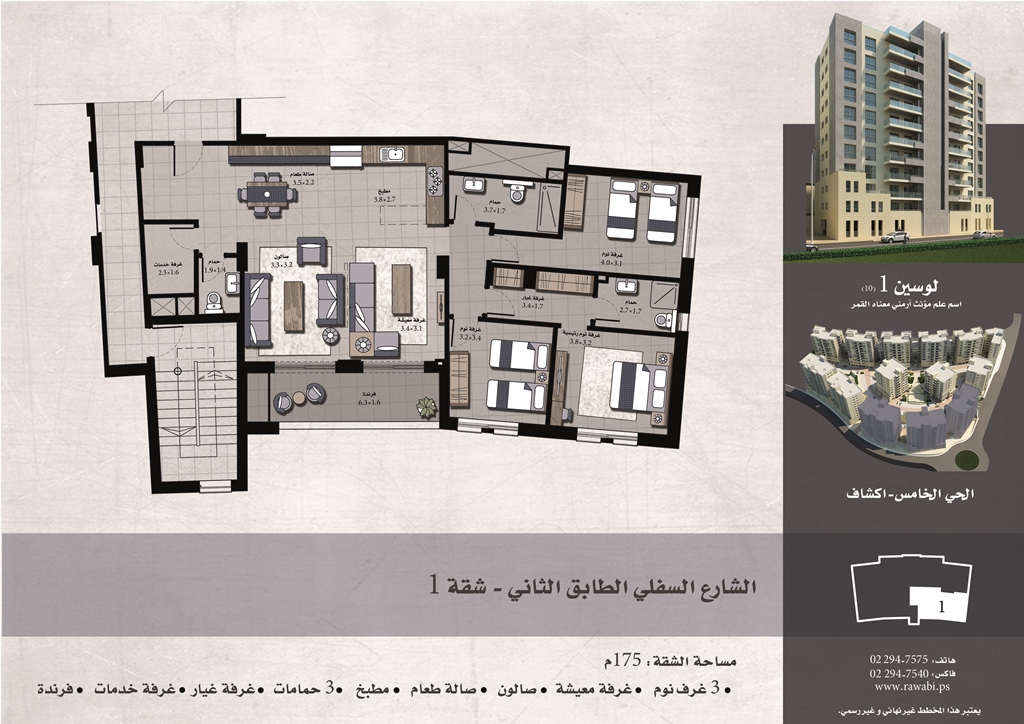 صالة طعام
3.5×2.2
مطبخ
3.8×2.7
حمام
3.7×1.7
غرفة نوم
4.0×3.1
غرفة خدمات
2.3×1.6
حمام
1.9×1.4
صالون
3.3×3.2
غرفة معيشة
3.4×3.1
غرفة غيار
3.4×1.7
حمام
2.7×1.7
غرفة نوم
3.2×3.4
غرفة نوم رئيسية
3.8×3.2
فرندة
6.3×1.6
لوسين 1 (10)
اسم علم مؤنث أرمني معناه القمر
الحي الخامس-اكشاف
الشارع السفلي الطابق الثاني - شقة 1
1
مساحة الشقة: 175م
• 3 غرف نوم • غرفة معيشة • صالون • صالة طعام • مطبخ • 3 حمامات • غرفة غيار • غرفة خدمات • فرندة
هاتف: 02 294-7575
فاكس: 02 294-7540
www.rawabi.ps
يعتبر هذا المخطط غير نهائي و غير رسمي.